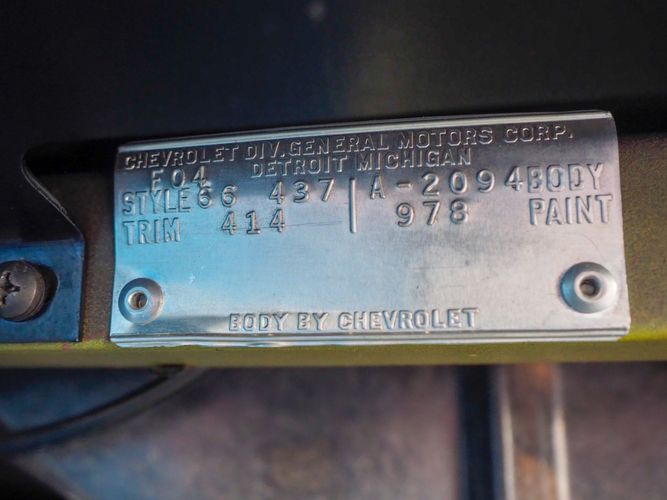 CHEVROLET DIV. GENERAL MOTORS CORP.
DETROIT MICHIGAN
F04
STYLE 66 437 | A-2094 BODY
TRIM 414 978 PAINT
BODY BY CHEVROLET